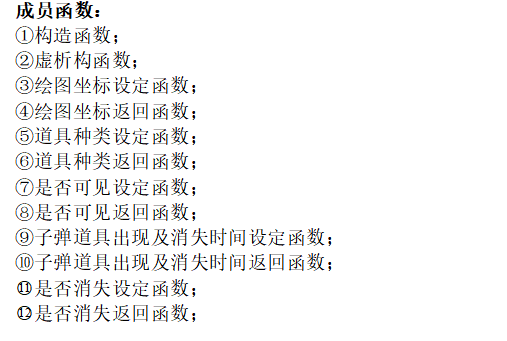 成员函数：
①构造函数；
②虚析构函数；
③绘图坐标设定函数；
④绘图坐标返回函数；
⑤道具种类设定函数；
⑥道具种类返回函数；
⑦是否可见设定函数；
⑧是否可见返回函数；
⑨子弹道具出现及消失时间设定函数；
⑩子弹道具出现及消失时间返回函数；
⑪是否消失设定函数；
⑫是否消失返回函数；